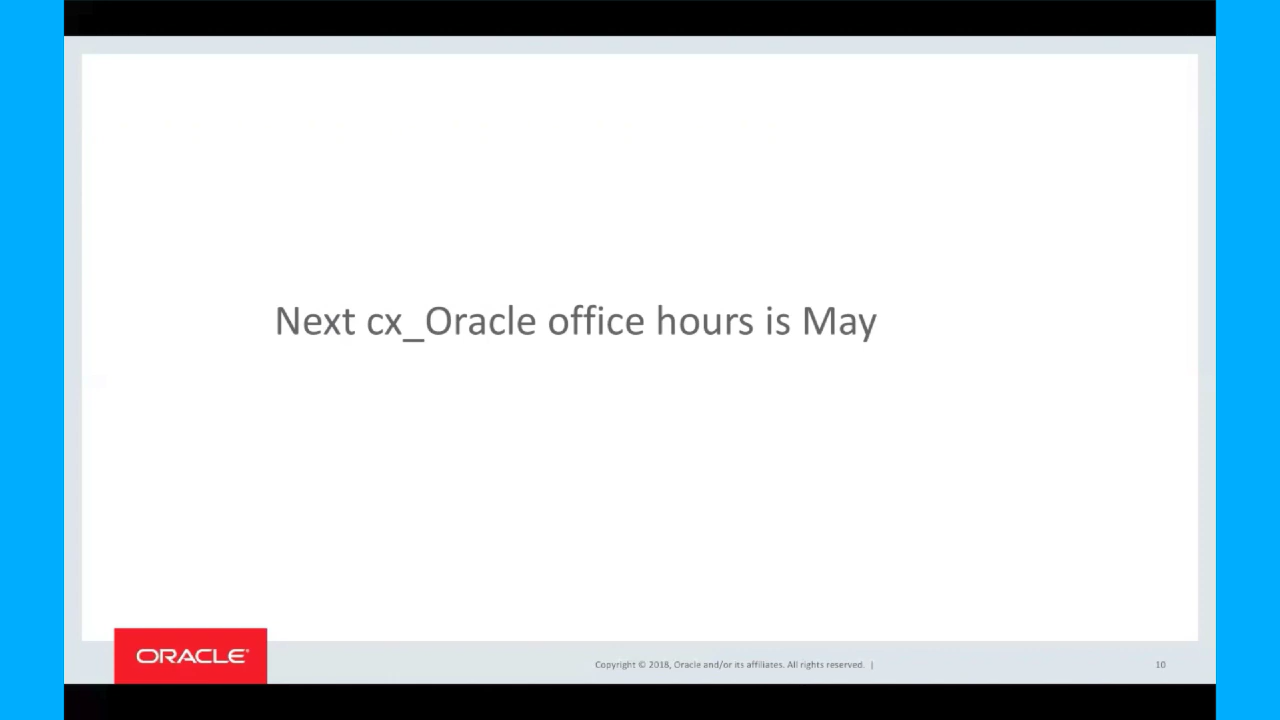 Next cx_Oracle office hours is May
ORACLE®
Copyright © 2018, Oracle and/or its affiliates. All rights reserved. |
10